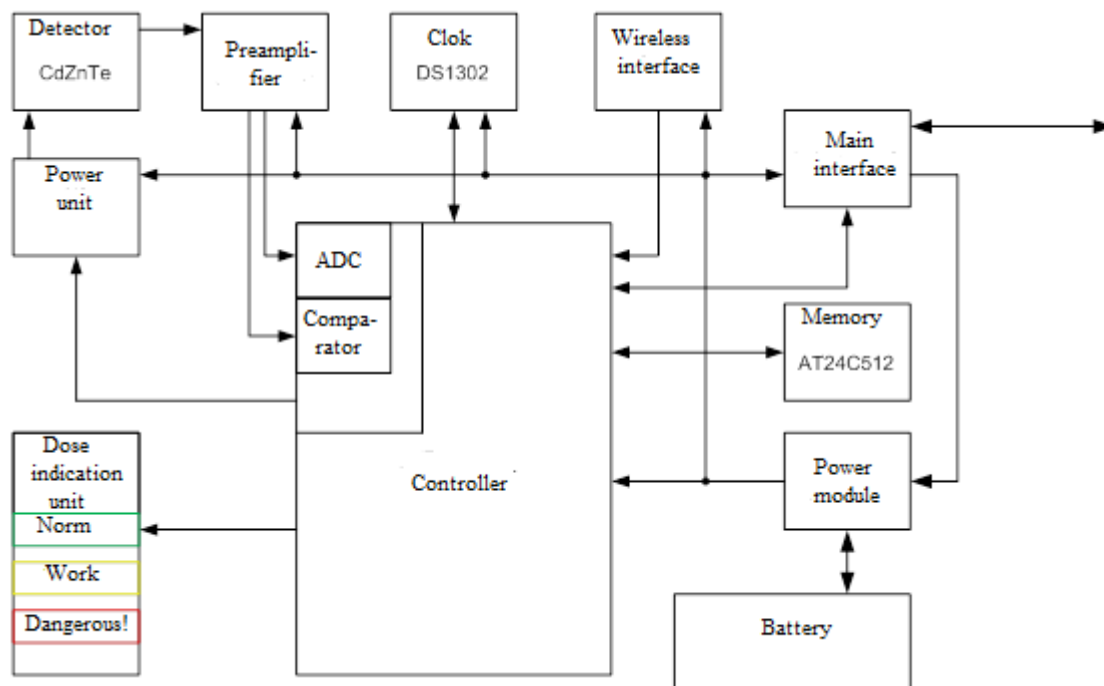 Detector
CdZnTe
Preampli-
fier
Clok
DS1302
Wireless
interface
Power
unit
Main
interface
ADC
Compa-
rator
Memory
AT24C512
Dose
indication
unit
Norm
Work
Dangerous!
Controller
Power
module
Battery